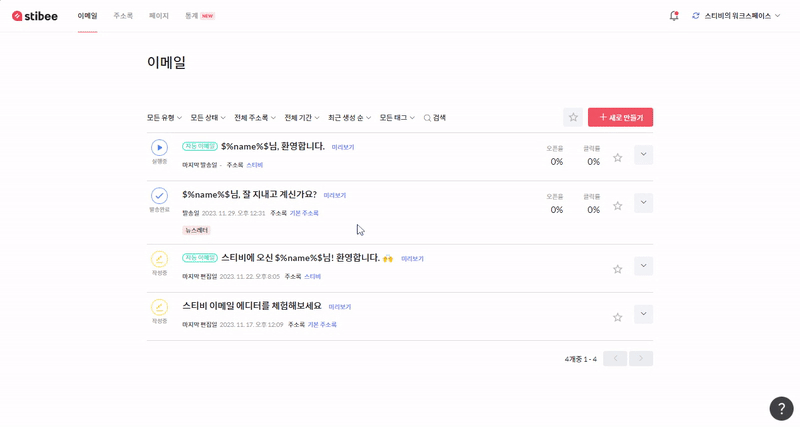 stibee 이메일 주소록 페이지 통계 NEW 스티비의 워크스페이스
이메일
모든 유형 모든 상태 전체 주소록 전체 기간 최근 생성 순 모든 태그 검색 + 새로 만들기
실행중 자동 이메일 $%name%$님, 환영합니다. 미리보기 오픈율 클릭률
마지막 발송일 - 주소록 스티비 0% 0%
발송완료 $%name%$님, 잘 지내고 계신가요? 미리보기 오픈율 클릭률
발송일 2023. 11. 29. 오후 12:31 주소록 기본 주소록 0% 0%
뉴스레터
작성중 자동 이메일 스티비에 오신 $%name%$님! 환영합니다. 미리보기
마지막 편집일 2023. 11. 22. 오후 8:05 주소록 스티비
작성중 스티비 이메일 에디터를 체험해보세요 미리보기
마지막 편집일 2023. 11. 17. 오후 12:09 주소록 기본 주소록
4개중 1 - 4
?